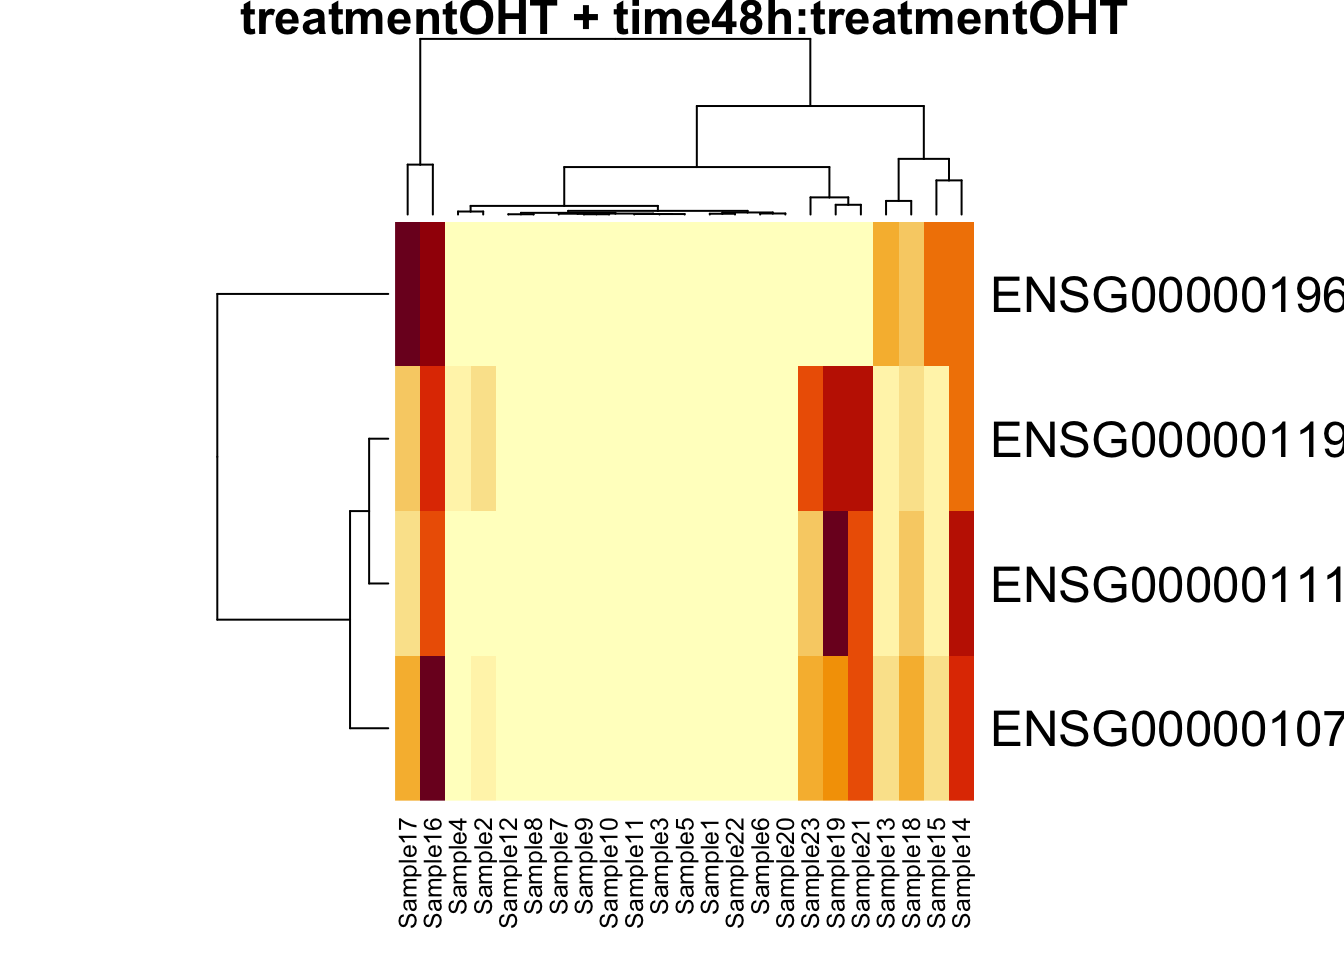 treatmentOHT + time48h:treatmentOHT
ENSG00000196
ENSG00000119
ENSG00000111
ENSG00000107
Sample17
Sample16
Sample4
Sample2
Sample12
Sample8
Sample7
Sample9
Sample10
Sample11
Sample3
Sample5
Sample1
Sample22
Sample6
Sample20
Sample23
Sample19
Sample21
Sample13
Sample18
Sample15
Sample14